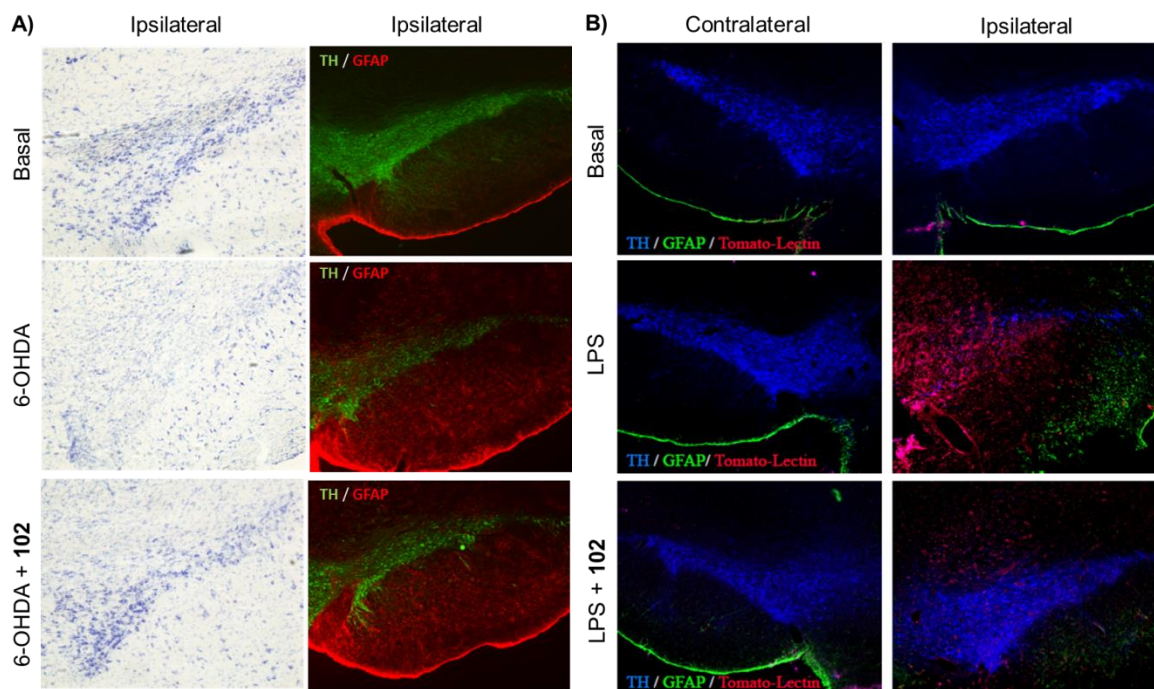 A)
Ipsilateral
Ipsilateral
B)
Contralateral
Ipsilateral
Basal
TH / GFAP
Basal
TH / GFAP / Tomato-Lectin
6-OHDA
TH / GFAP
LPS
TH / GFAP/ Tomato-Lectin
6-OHDA + 102
TH / GFAP
LPS + 102
TH / GFAP / Tomato-Lectin